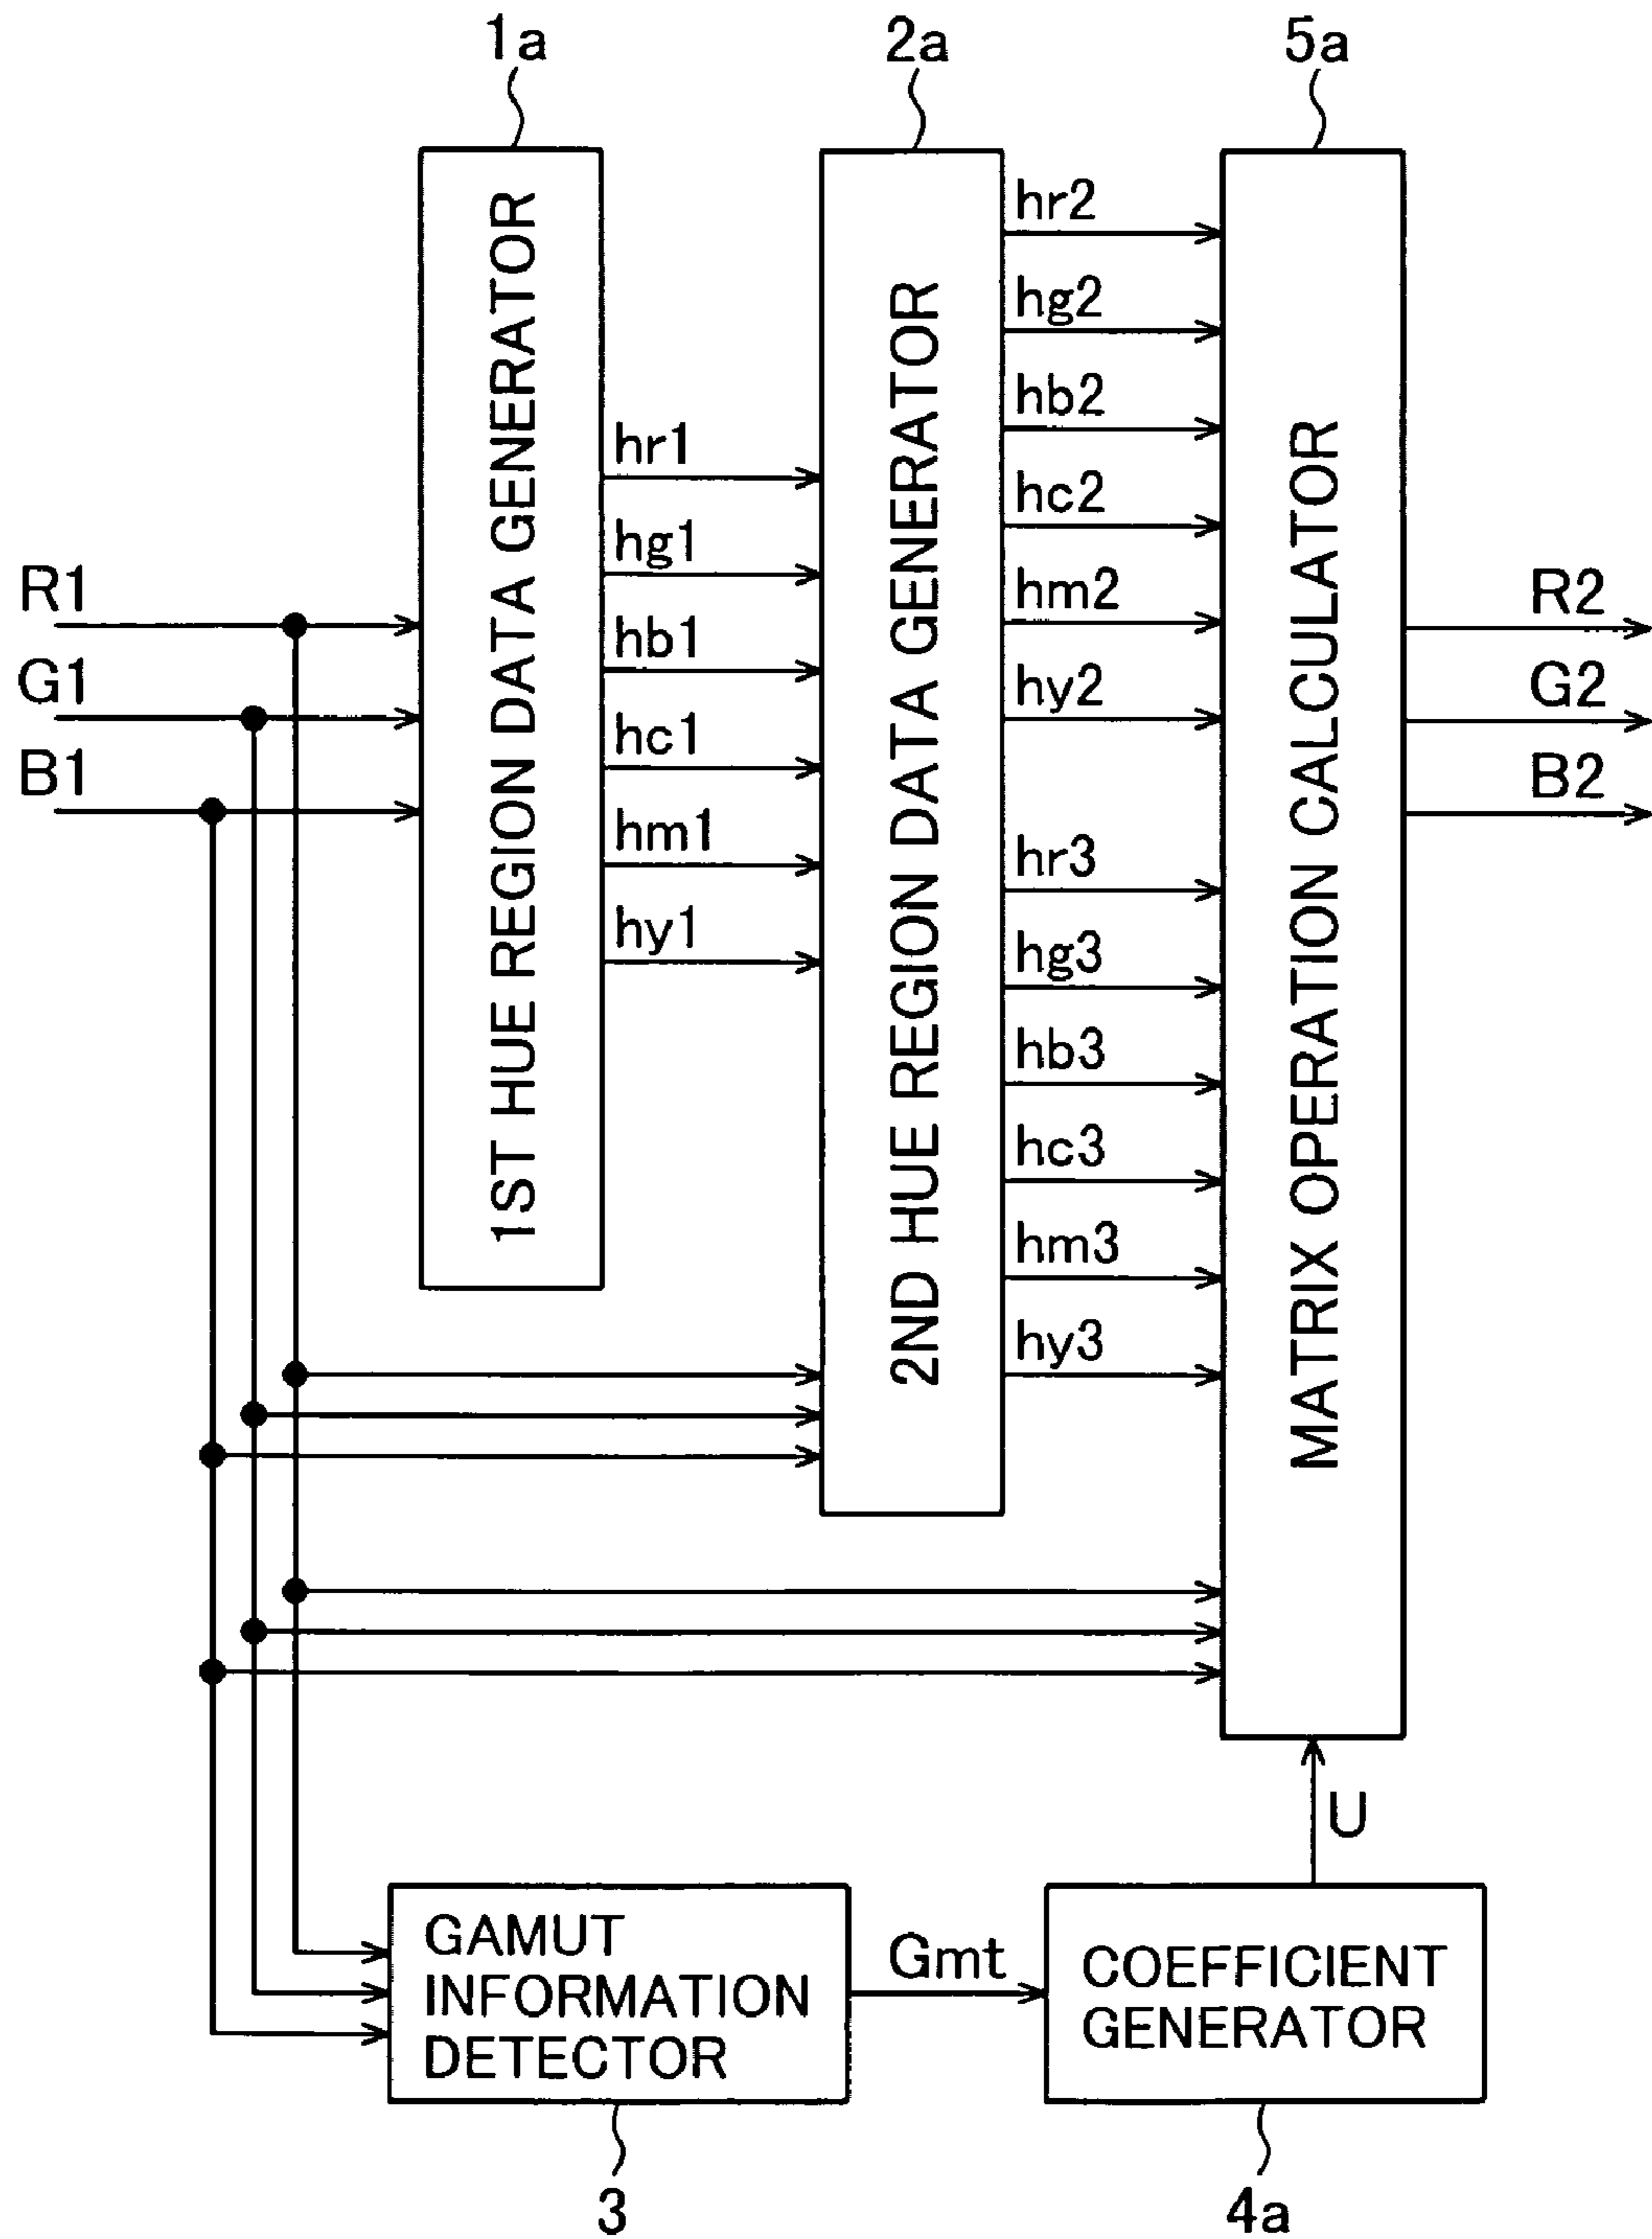 1a
2a
5a
1ST HUE REGION DATA GENERATOR
2ND HUE REGION DATA GENERATOR
MATRIX OPERATION CALCULATOR
R1
G1
B1
hr1
hg1
hb1
hc1
hm1
hy1
hr2
hg2
hb2
hc2
hm2
hy2
hr3
hg3
hb3
hc3
hm3
hy3
R2
G2
B2
U
GAMUT
INFORMATION
DETECTOR
Gmt
COEFFICIENT
GENERATOR
3
4a